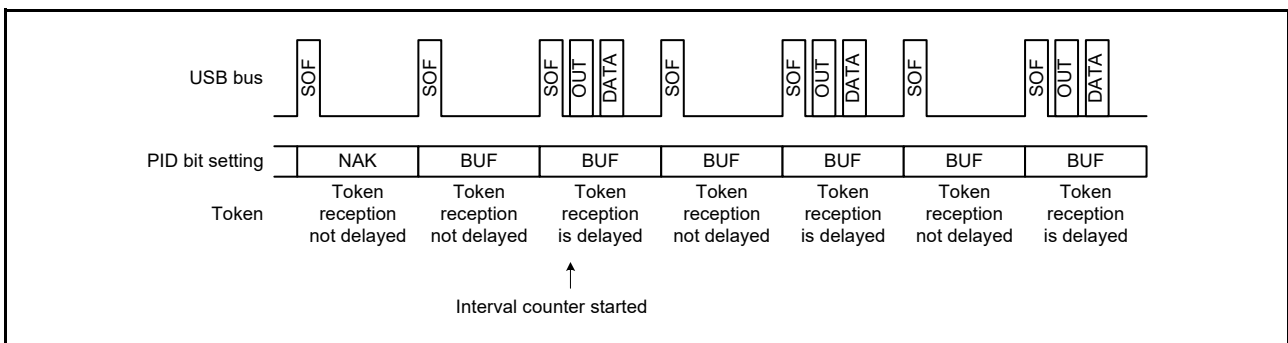 USB bus
SOF SOF SOF OUT DATA SOF SOF OUT DATA SOF SOF OUT DATA
PID bit setting NAK BUF BUF BUF BUF BUF BUF
Token
Token Token Token Token Token Token Token
reception reception reception reception reception reception reception
not delayed not delayed is delayed not delayed is delayed not delayed is delayed
Interval counter started